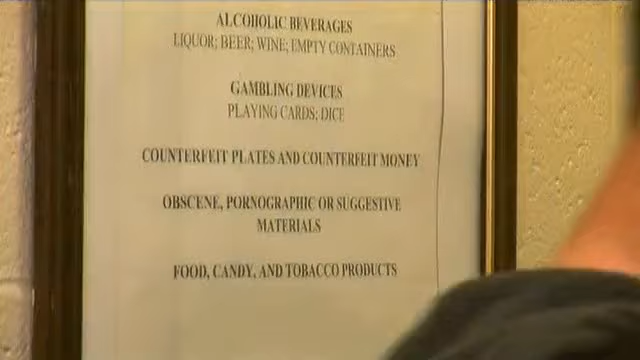 ALCOHOLIC BEVERAGES
LIQUOR; BEER; WINE; EMPTY CONTAINERS
GAMBLING DEVICES
PLAYING CARDS; DICE
COUNTERFEIT PLATES AND COUNTERFEIT MONEY
OBSCENE, PORNOGRAPHIC OR SUGGESTIVE
MATERIALS
FOOD, CANDY, AND TOBACCO PRODUCTS